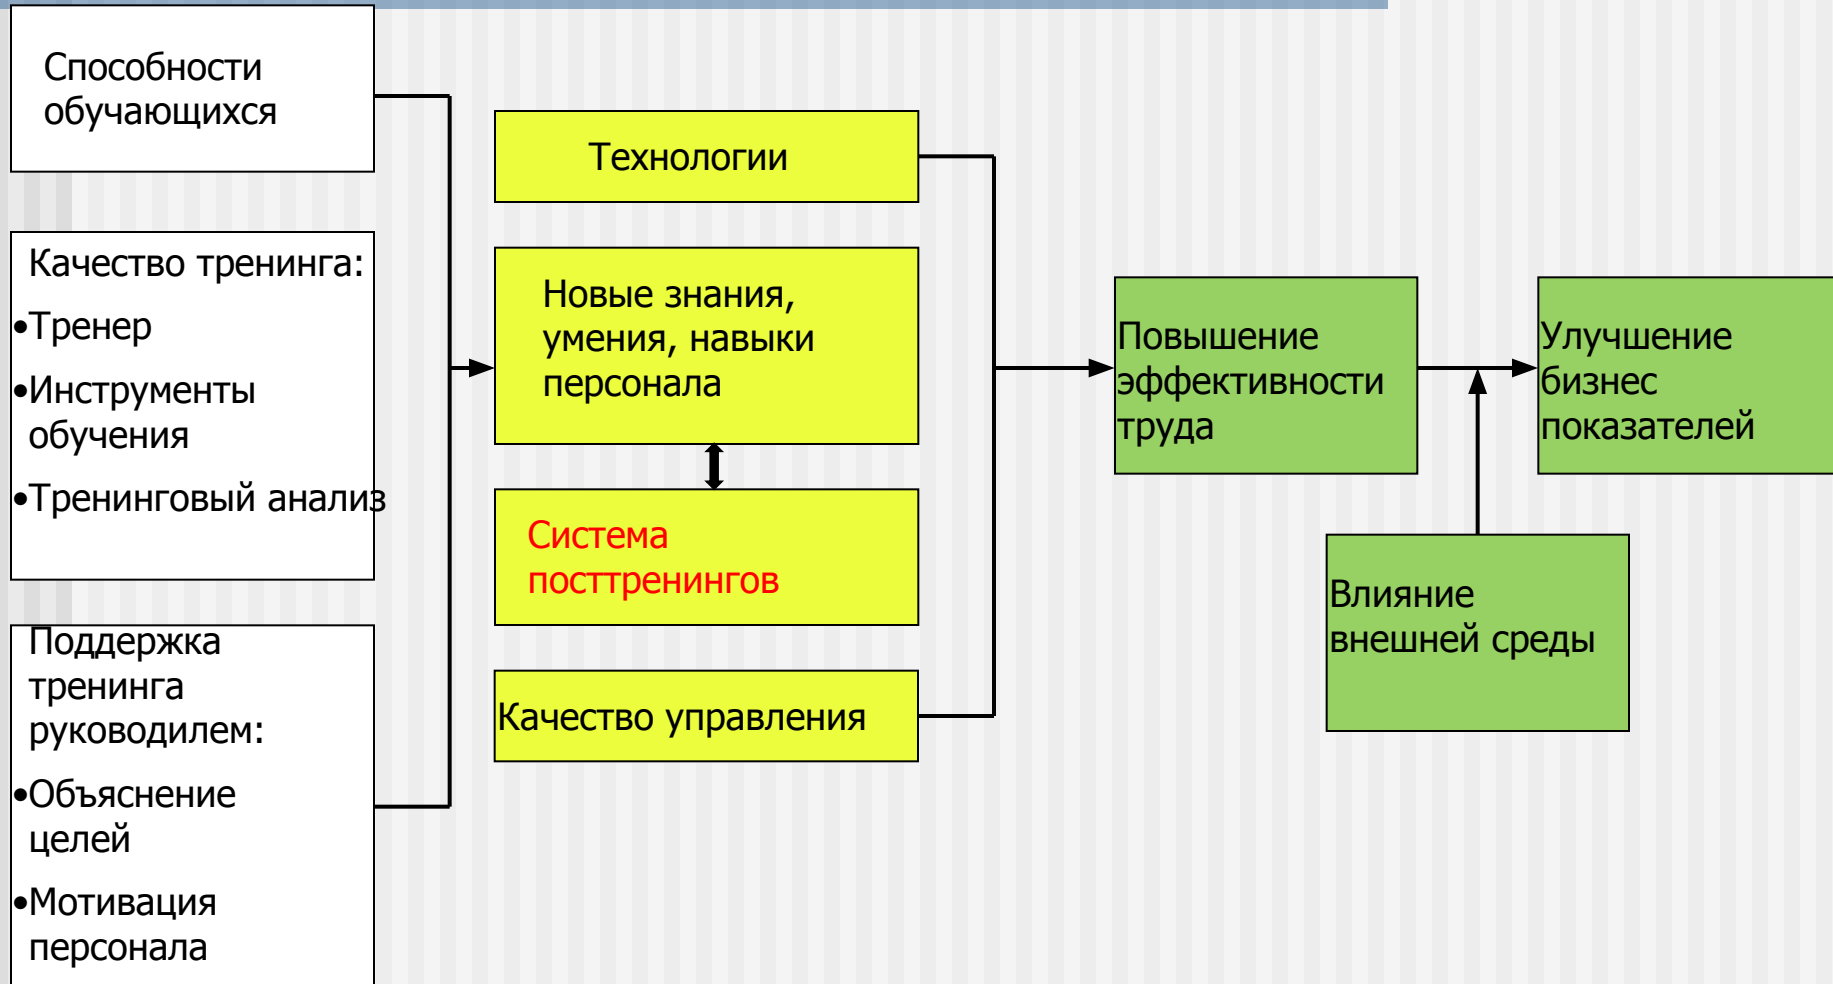 Способности
обучающихся
Качество тренинга:
•Тренер
•Инструменты
обучения
•Тренинговый анализ
Поддержка
тренинга
руководилем:
•Объяснение
целей
•Мотивация
персонала
Технологии
Новые знания,
умения, навыки
персонала
Система
посттренингов
Качество управления
Повышение
эффективности
труда
Улучшение
бизнес
показателей
Влияние
внешней среды